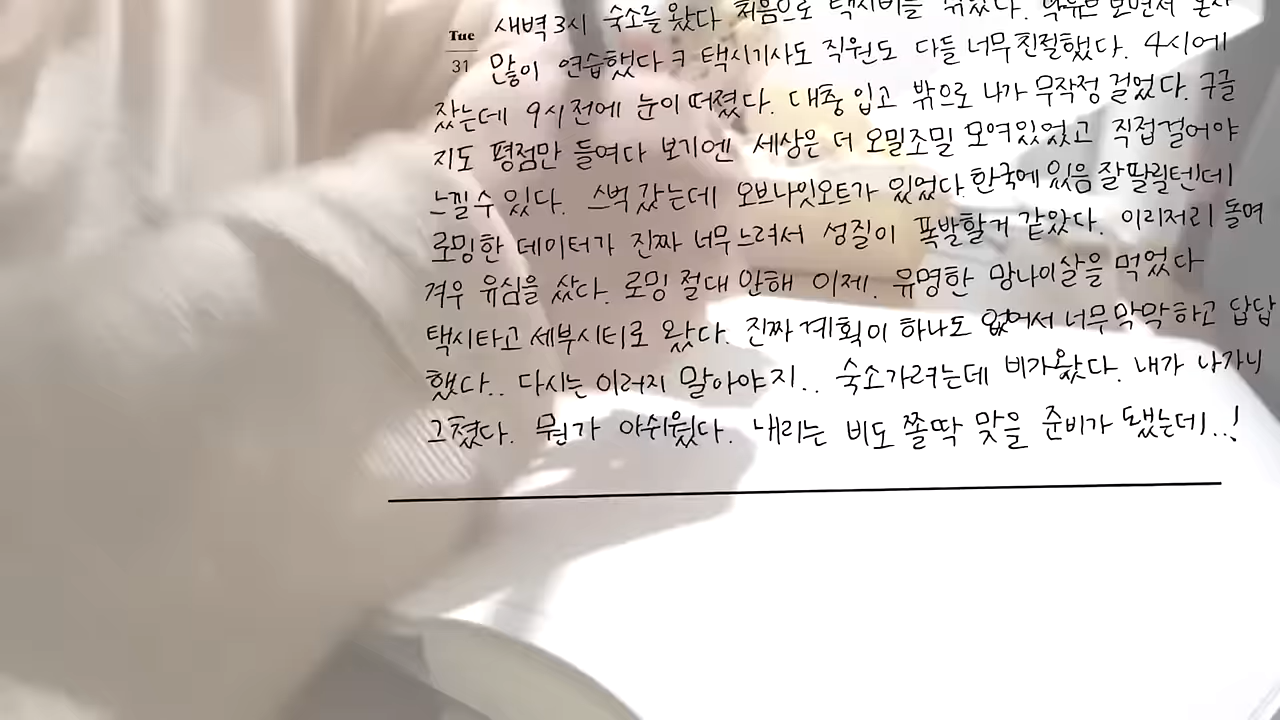 Tue
31
새벽 3시 숙소를 왔다 처음으로 택시비를
많이 연습했다 ㅋ 택시기사도 직원도 다들 너무 친절했다. 4시에
잤는데 9시 전에 눈이 떠졌다. 대충 입고 밖으로 나가 무작정 걸었다. 구글
지도 평점만 들여다 보기엔 세상은 더 오밀조밀 모여있었고 직접 걸어야
느낄 수 있다. 스벅 갔는데 오브나잇오트가 있었다 한국에 있음 잘 팔릴텐데
로밍한 데이터가 진짜 너무 느려서 성질이 폭발할거 같았다. 이리저리 돌며
겨우 유심을 샀다. 로밍 절대 안해 이제. 유명한 망나이살을 먹었다
택시타고 세부시티로 왔다. 진짜 계획이 하나도 없어서 너무 막막하고 답답
했다.. 다시는 이러지 말아야지.. 숙소가려는데 비가왔다. 내가 나가니
그쳤다. 뭔가 아쉬웠다. 내리는 비도 쫄딱 맞을 준비가 됐는데..!